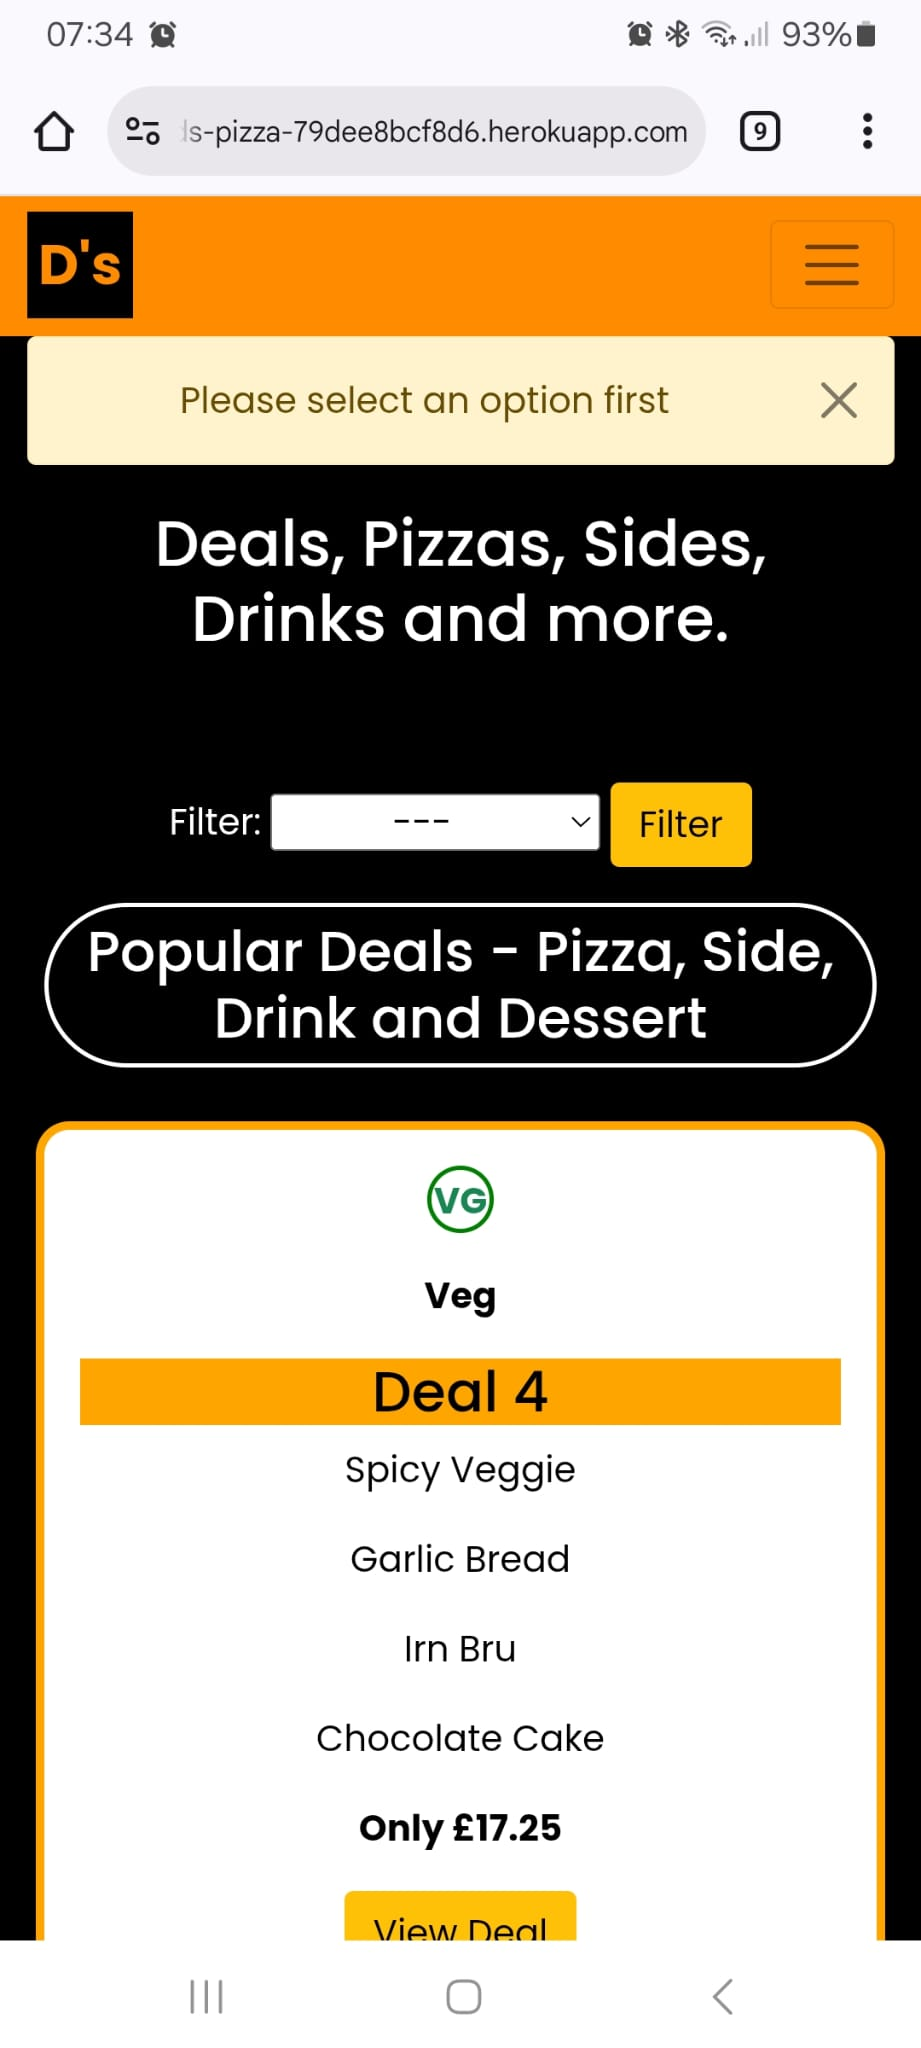 07:34
93%
ls-pizza-79dee8bcf8d6.herokuapp.com
9
D's
Please select an option first
Deals, Pizzas, Sides,
Drinks and more.
Filter: --- Filter
Popular Deals - Pizza, Side,
Drink and Dessert
VG
Veg
Deal 4
Spicy Veggie
Garlic Bread
Irn Bru
Chocolate Cake
Only £17.25
View Deal